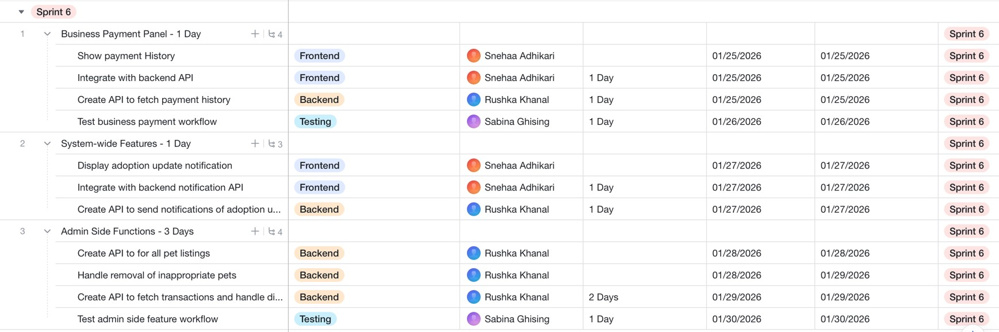 Sprint 6
1 Business Payment Panel - 1 Day 4 Sprint 6
Show payment History Frontend Snehaa Adhikari 01/25/2026 01/25/2026 Sprint 6
Integrate with backend API Frontend Snehaa Adhikari 1 Day 01/25/2026 01/25/2026 Sprint 6
Create API to fetch payment history Backend Rushka Khanal 1 Day 01/25/2026 01/25/2026 Sprint 6
Test business payment workflow Testing Sabina Ghising 1 Day 01/26/2026 01/26/2026 Sprint 6
2 System-wide Features - 1 Day 3 Sprint 6
Display adoption update notification Frontend Snehaa Adhikari 01/27/2026 01/27/2026 Sprint 6
Integrate with backend notification API Frontend Snehaa Adhikari 1 Day 01/27/2026 01/27/2026 Sprint 6
Create API to send notifications of adoption u... Backend Rushka Khanal 1 Day 01/27/2026 01/27/2026 Sprint 6
3 Admin Side Functions - 3 Days 4 Sprint 6
Create API to for all pet listings Backend Rushka Khanal 01/28/2026 01/28/2026 Sprint 6
Handle removal of inappropriate pets Backend Rushka Khanal 01/28/2026 01/29/2026 Sprint 6
Create API to fetch transactions and handle di... Backend Rushka Khanal 2 Days 01/29/2026 01/29/2026 Sprint 6
Test admin side feature workflow Testing Sabina Ghising 1 Day 01/30/2026 01/30/2026 Sprint 6